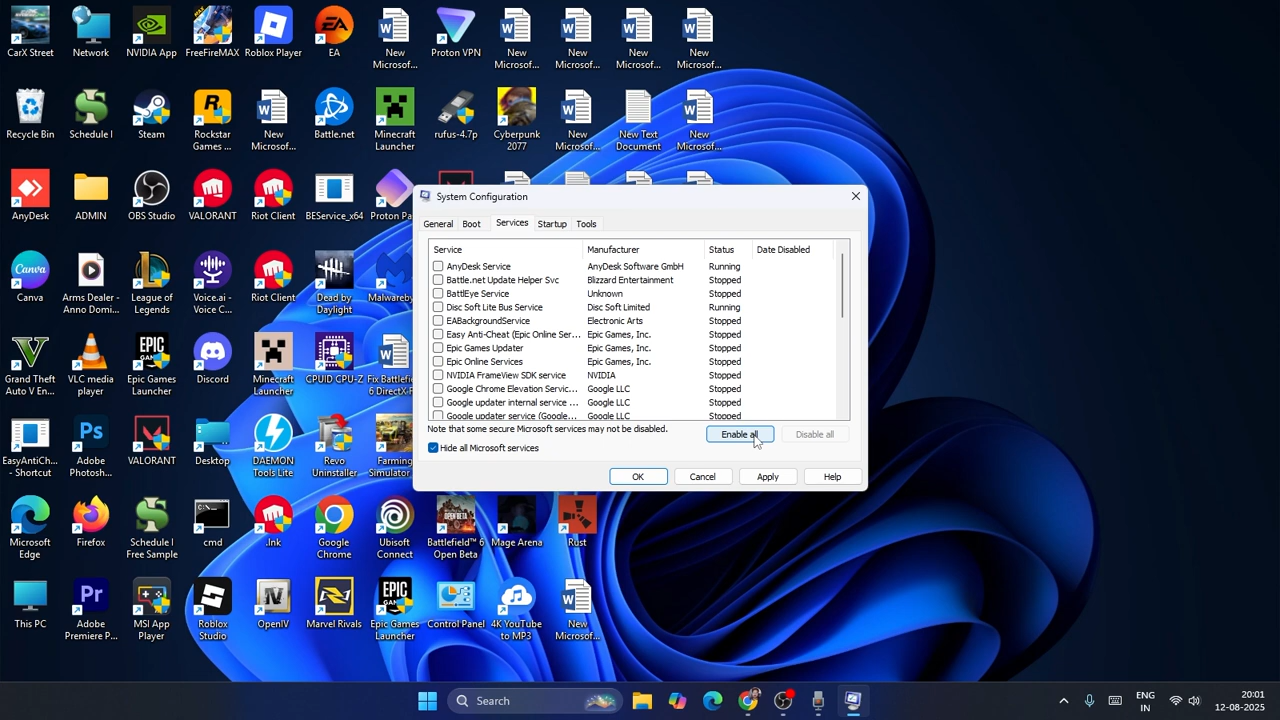 CarX Street
Network
NVIDIA App
FreeFireMAX
Roblox Player
EA
New
Microsof...
Proton VPN
New
Microsof...
New
Microsof...
New
Microsof...
New
Microsof...
Recycle Bin
Schedule I
Steam
Rockstar
Games ...
New
Microsof...
Battle.net
Minecraft
Launcher
rufus-4.7p
Cyberpunk
2077
New
Microsof...
New Text
Document
New
Microsof...
AnyDesk
ADMIN
OBS Studio
VALORANT
Riot Client
BEService_x64
Proton Pa
Canva
Arms Dealer -
Anno Domi...
League of
Legends
Voice.ai -
Voice C...
Riot Client
Dead by
Daylight
Malwareby
Grand Theft
Auto V En...
VLC media
player
Epic Games
Launcher
Discord
Minecraft
Launcher
CPUID CPU-Z
Fix Battlefie
6 DirectX-F
EasyAntiCh...
- Shortcut
Adobe
Photosh...
VALORANT
Desktop
DAEMON
Tools Lite
Revo
Uninstaller
Farming
Simulator
Microsoft
Edge
Firefox
Schedule I
Free Sample
cmd
.lnk
Google
Chrome
Ubisoft
Connect
Battlefield™ 6
Open Beta
Mage Arena
Rust
This PC
Adobe
Premiere P...
MSI App
Player
Roblox
Studio
OpenIV
Marvel Rivals
Epic Games
Launcher
Control Panel
4K YouTube
to MP3
New
Microsof...
System Configuration
General Boot Services Startup Tools
Service Manufacturer Status Date Disabled
AnyDesk Service AnyDesk Software GmbH Running
Battle.net Update Helper Svc Blizzard Entertainment Stopped
BattlEye Service Unknown Stopped
Disc Soft Lite Bus Service Disc Soft Limited Running
EABackgroundService Electronic Arts Stopped
Easy Anti-Cheat (Epic Online Ser... Epic Games, Inc. Stopped
Epic Games Updater Epic Games, Inc. Stopped
Epic Online Services Epic Games, Inc. Stopped
NVIDIA FrameView SDK service NVIDIA Stopped
Google Chrome Elevation Servic... Google LLC Stopped
Google updater internal service ... Google LLC Stopped
Google updater service (Google... Google LLC Stopped
Note that some secure Microsoft services may not be disabled.
Enable all Disable all
Hide all Microsoft services
OK Cancel Apply Help
Search
ENG
IN
20:01
12-08-2025